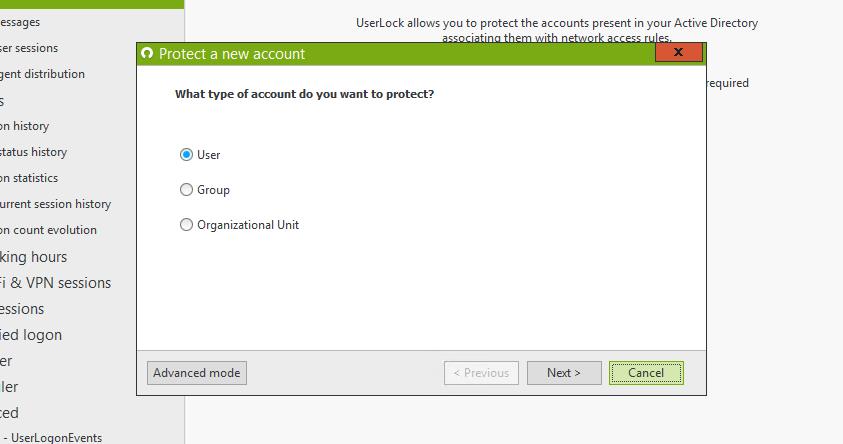 essages
ser sessions
gent distribution
s
on history
status history
on statistics
urrent session history
on count evolution
king hours
Fi & VPN sessions
essions
ied logon
er
ler
ced
- UserLogonEvents
UserLock allows you to protect the accounts present in your Active Directory
associating them with network access rules.
required
Protect a new account
X
What type of account do you want to protect?
User
Group
Organizational Unit
Advanced mode
< Previous
Next >
Cancel